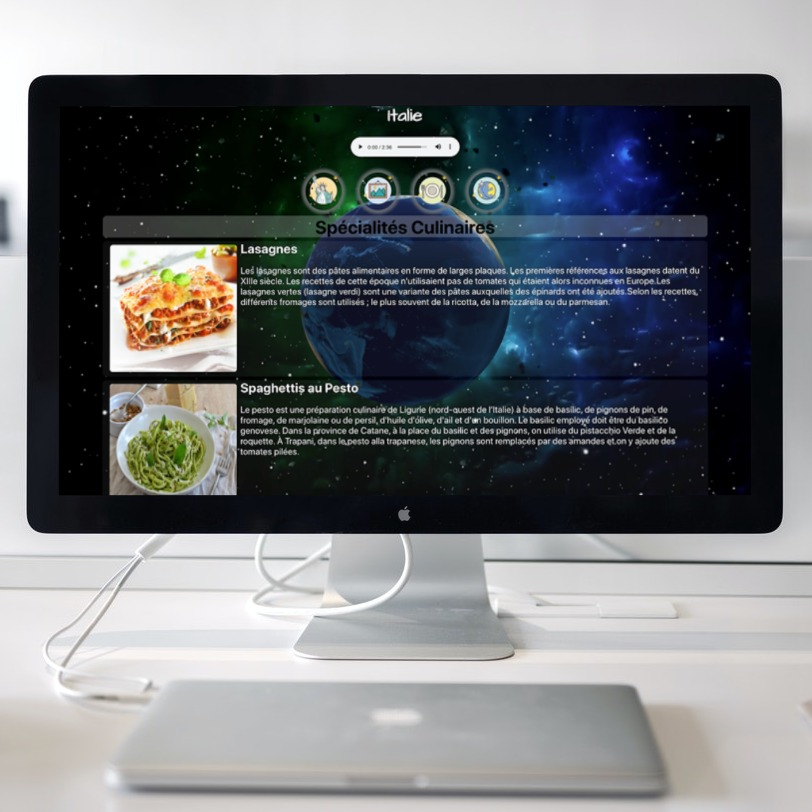 Italie
0:00 / 2:36
Spécialités Culinaires
Lasagnes
Les lasagnes sont des pâtes alimentaires en forme de larges plaques. Les premières références aux lasagnes datent du
XIIIe siècle. Les recettes de cette époque n'utilisaient pas de tomates qui étaient alors inconnues en Europe.Les
lasagnes vertes (lasagne verdi) sont une variante des pâtes auxquelles des épinards ont été ajoutés.Selon les recettes,
différents fromages sont utilisés ; le plus souvent de la ricotta, de la mozzarella ou du parmesan.
Spaghettis au Pesto
Le pesto est une préparation culinaire de Ligurie (nord-ouest de l'Italie) à base de basilic, de pignons de pin, de
fromage, de marjolaine ou de persil, d'huile d'olive, d'ail et d'un bouillon. Le basilic employé doit être du basilico
genovese. Dans la province de Catane, à la place du basilic et des pignons, on utilise du pistacchio Verde et de la
roquette. À Trapani, dans le pesto alla trapanese, les pignons sont remplacés par des amandes et on y ajoute des
tomates pilées.